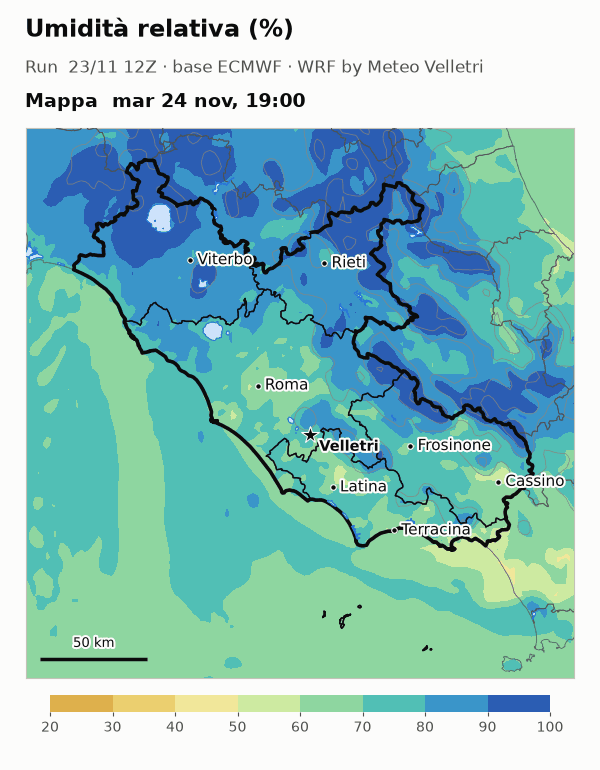 Umidità relativa (%)
Run  23/11 12Z · base ECMWF · WRF by Meteo Velletri
Mappa  mar 24 nov, 19:00
Viterbo
Rieti
Roma
Velletri
Frosinone
Cassino
Latina
Terracina
50 km
20 30 40 50 60 70 80 90 100